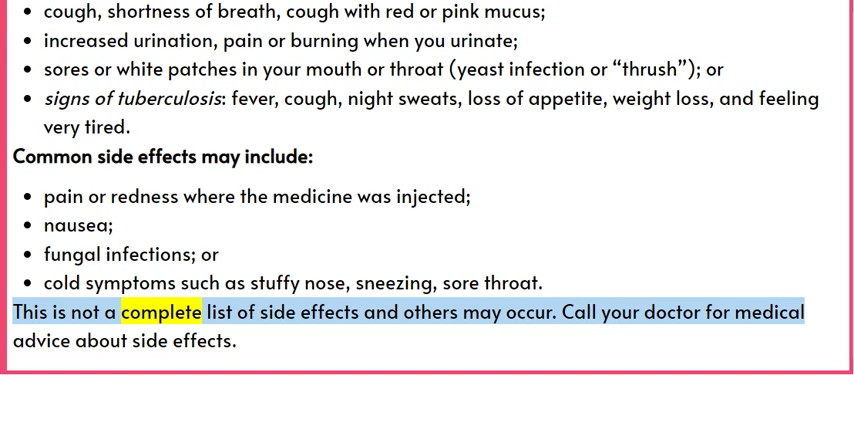 • cough, shortness of breath, cough with red or pink mucus;
• increased urination, pain or burning when you urinate;
• sores or white patches in your mouth or throat (yeast infection or “thrush”); or
• signs of tuberculosis: fever, cough, night sweats, loss of appetite, weight loss, and feeling
very tired.
Common side effects may include:
• pain or redness where the medicine was injected;
• nausea;
• fungal infections; or
• cold symptoms such as stuffy nose, sneezing, sore throat.
This is not a complete list of side effects and others may occur. Call your doctor for medical
advice about side effects.